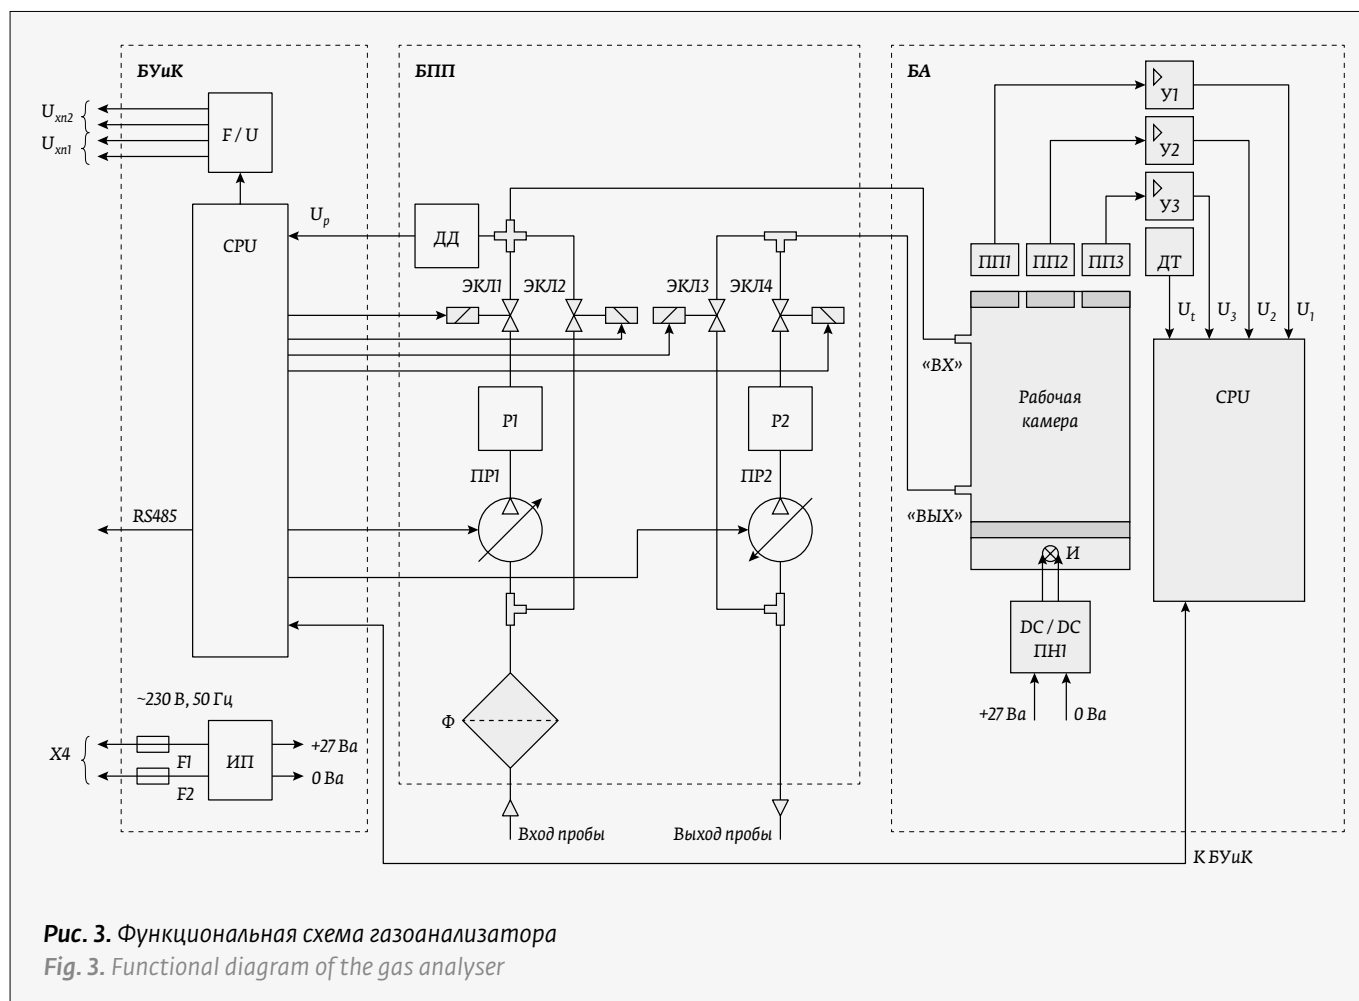 БУиК
БПП
БА
Uхп2
Uхп1
F / U
CPU
Up
ДД
ЭКЛ1
ЭКЛ2
ЭКЛ3
ЭКЛ4
У1
У2
У3
ПП1
ПП2
ПП3
ДТ
Ut
U3
U2
U1
«ВХ»
Рабочая
камера
CPU
Р1
Р2
ПР1
ПР2
«ВЫХ»
RS485
И
DC / DC
ПН1
~230 В, 50 Гц
Ф
+27 Ва
0 Ва
X4
F1
F2
ИП
+27 Ва
0 Ва
Вход пробы
Выход пробы
К БУиК
Рис. 3. Функциональная схема газоанализатора
Fig. 3. Functional diagram of the gas analyser